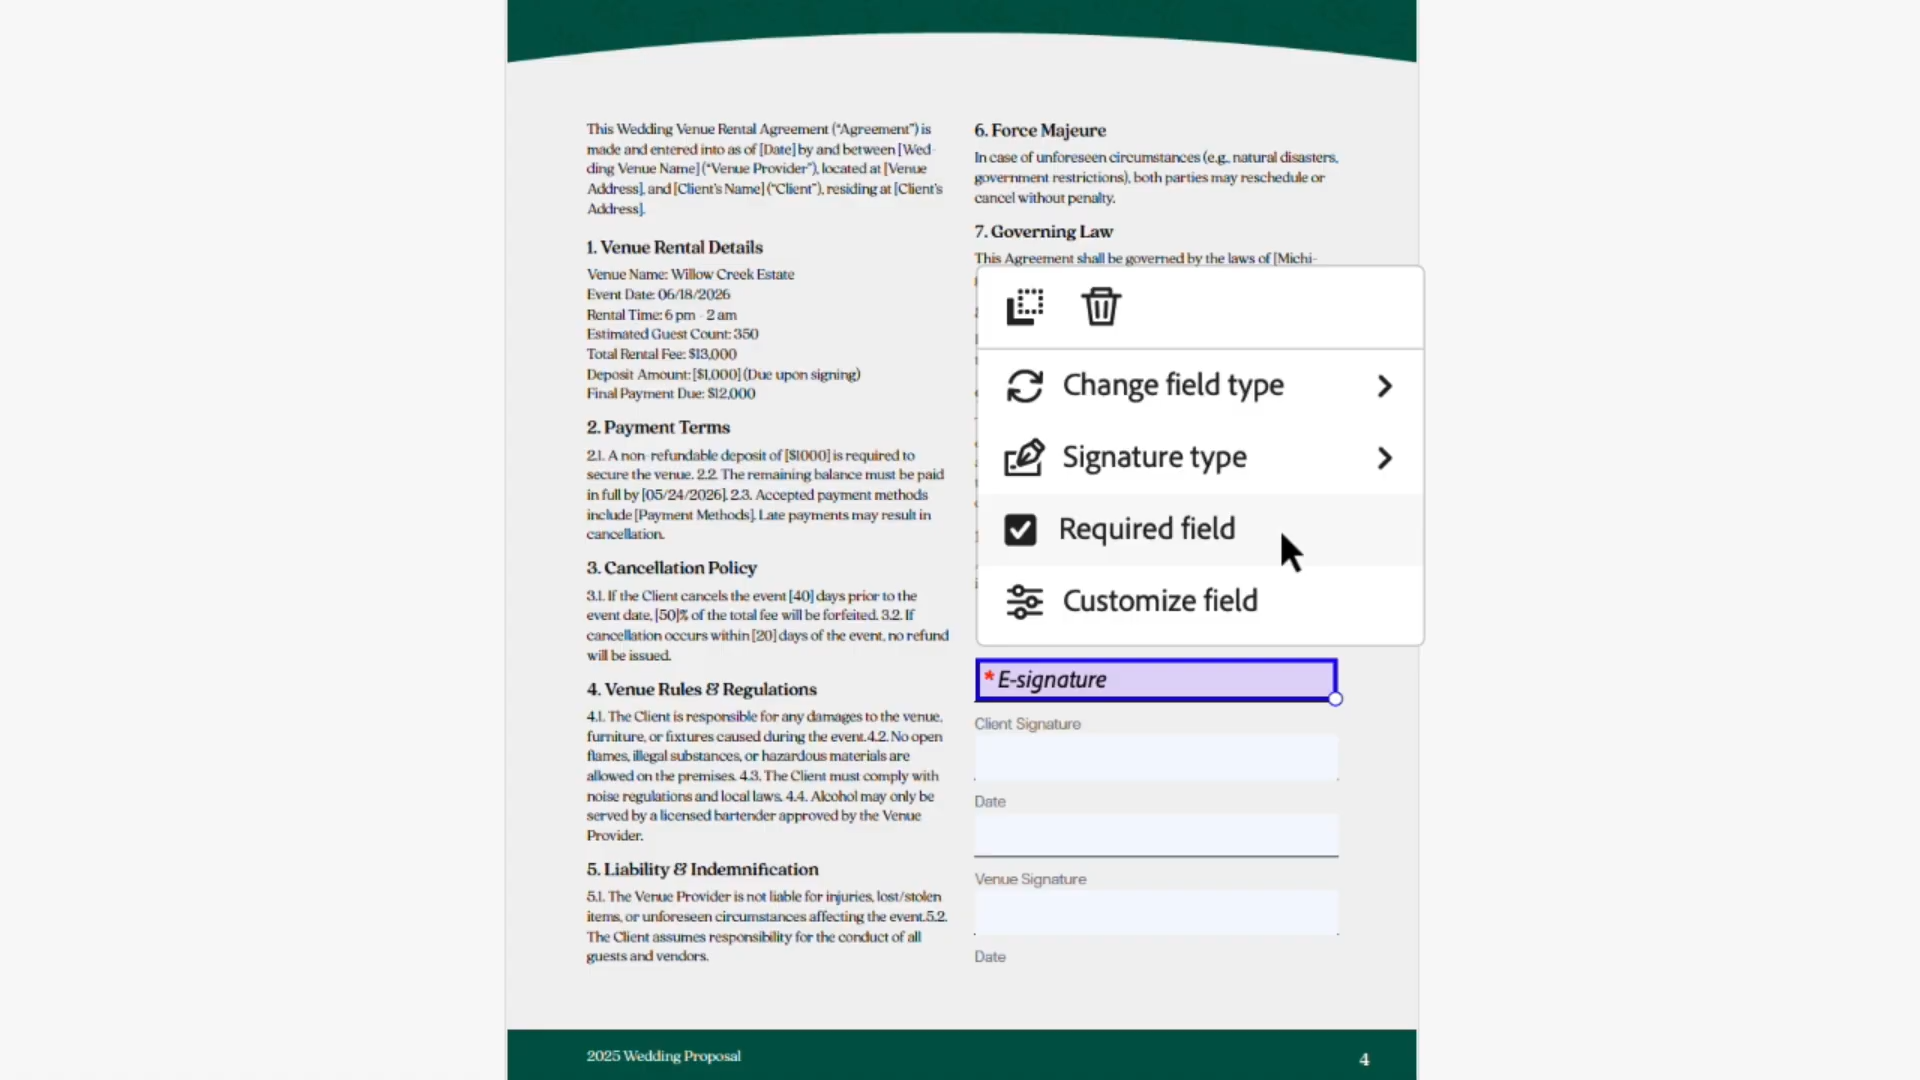 This Wedding Venue Rental Agreement (“Agreement”) is
made and entered into as of [Date] by and between [Wed-
ding Venue Name] (“Venue Provider”), located at [Venue
Address], and [Client’s Name] (“Client”), residing at [Client’s
Address].
1. Venue Rental Details
Venue Name: Willow Creek Estate
Event Date: 06/18/2026
Rental Time: 6 pm - 2 am
Estimated Guest Count: 350
Total Rental Fee: $13,000
Deposit Amount: [$1,000] (Due upon signing)
Final Payment Due: $12,000
2. Payment Terms
2.1. A non-refundable deposit of [$1000] is required to
secure the venue. 2.2. The remaining balance must be paid
in full by [05/24/2026]. 2.3. Accepted payment methods
include [Payment Methods]. Late payments may result in
cancellation.
3. Cancellation Policy
3.1. If the Client cancels the event [40] days prior to the
event date, [50]% of the total fee will be forfeited. 3.2. If
cancellation occurs within [20] days of the event, no refund
will be issued.
4. Venue Rules & Regulations
4.1. The Client is responsible for any damages to the venue,
furniture, or fixtures caused during the event.4.2. No open
flames, illegal substances, or hazardous materials are
allowed on the premises. 4.3. The Client must comply with
noise regulations and local laws. 4.4. Alcohol may only be
served by a licensed bartender approved by the Venue
Provider.
5. Liability & Indemnification
5.1. The Venue Provider is not liable for injuries, lost/stolen
items, or unforeseen circumstances affecting the event.5.2.
The Client assumes responsibility for the conduct of all
guests and vendors.
6. Force Majeure
In case of unforeseen circumstances (e.g., natural disasters,
government restrictions), both parties may reschedule or
cancel without penalty.
7. Governing Law
This Agreement shall be governed by the laws of [Michi-
Change field type
Signature type
Required field
Customize field
* E-signature
Client Signature
Date
Venue Signature
Date
2025 Wedding Proposal
4